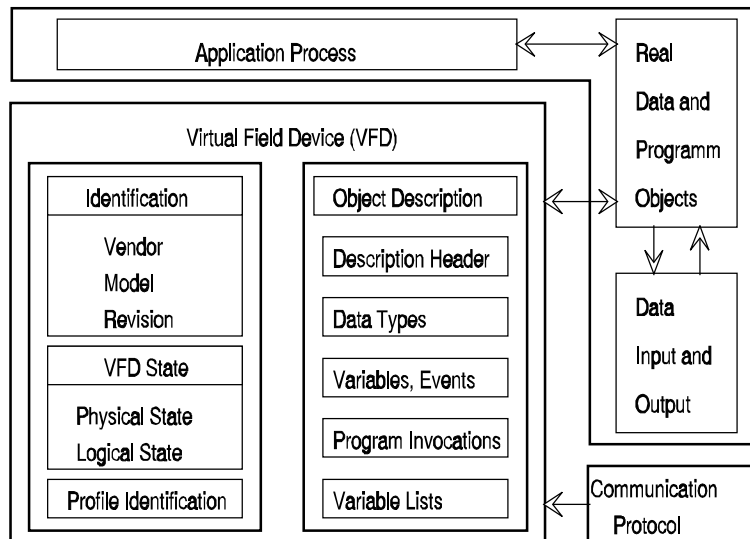 Application Process
Real
Data and
Programm
Objects
Virtual Field Device (VFD)
Identification
Vendor
Model
Revision
VFD State
Physical State
Logical State
Profile Identification
Object Description
Description Header
Data Types
Variables, Events
Program Invocations
Variable Lists
Data
Input and
Output
Communication
Protocol